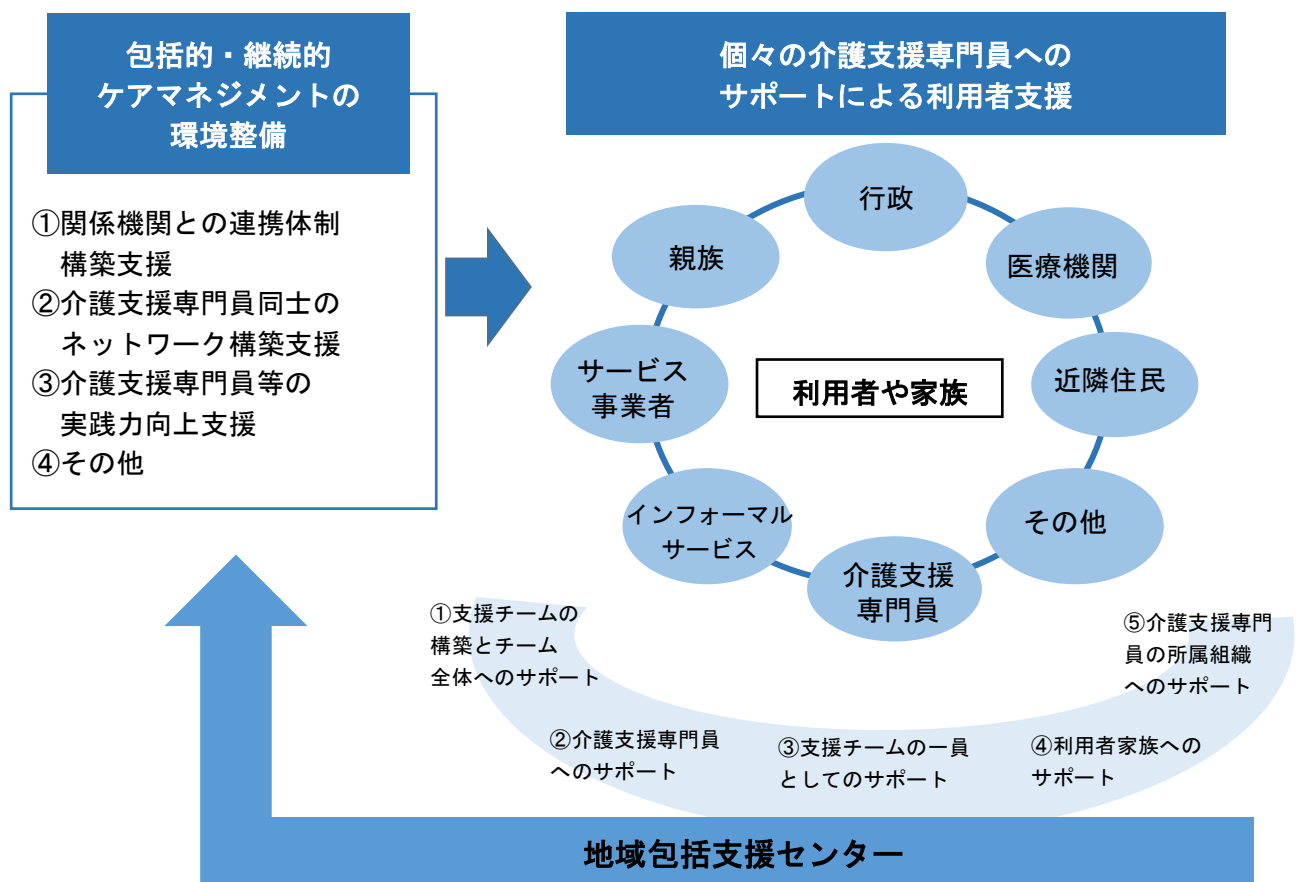 包括的・継続的
ケアマネジメントの
環境整備
①関係機関との連携体制
構築支援
②介護支援専門員同士の
ネットワーク構築支援
③介護支援専門員等の
実践力向上支援
④その他
個々の介護支援専門員への
サポートによる利用者支援
行政
親族
医療機関
サービス
事業者
利用者や家族
近隣住民
インフォーマル
サービス
その他
介護支援
専門員
①支援チームの
構築とチーム
全体へのサポート
②介護支援専門員
へのサポート
③支援チームの一員
としてのサポート
④利用者家族への
サポート
⑤介護支援専門
員の所属組織
へのサポート
地域包括支援センター